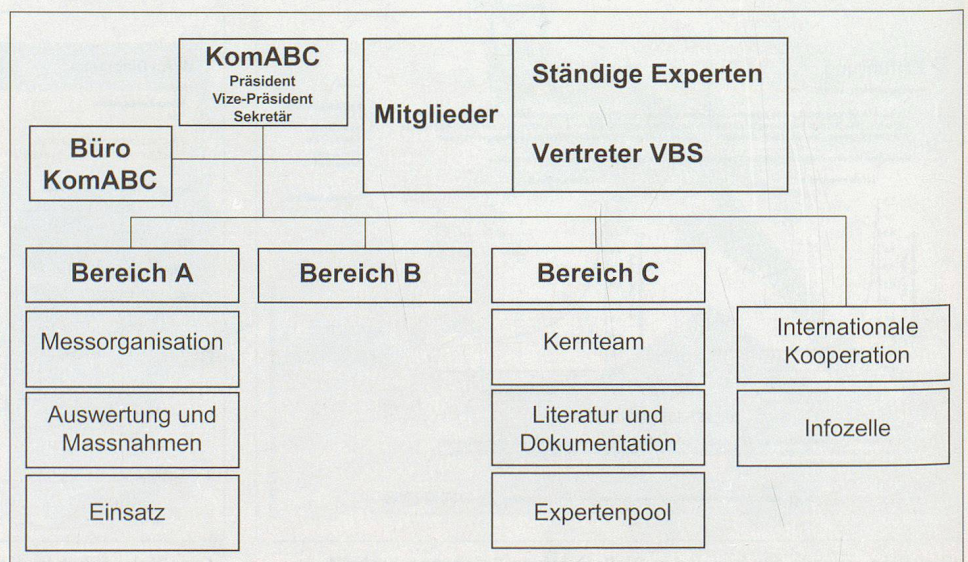 KomABC
Präsident
Vize-Präsident
Sekretär
Mitglieder
Ständige Experten
Vertreter VBS
Büro
KomABC
Bereich A
Messorganisation
Auswertung und
Massnahmen
Einsatz
Bereich B
Bereich C
Kernteam
Literatur und
Dokumentation
Expertenpool
Internationale
Kooperation
Infozelle